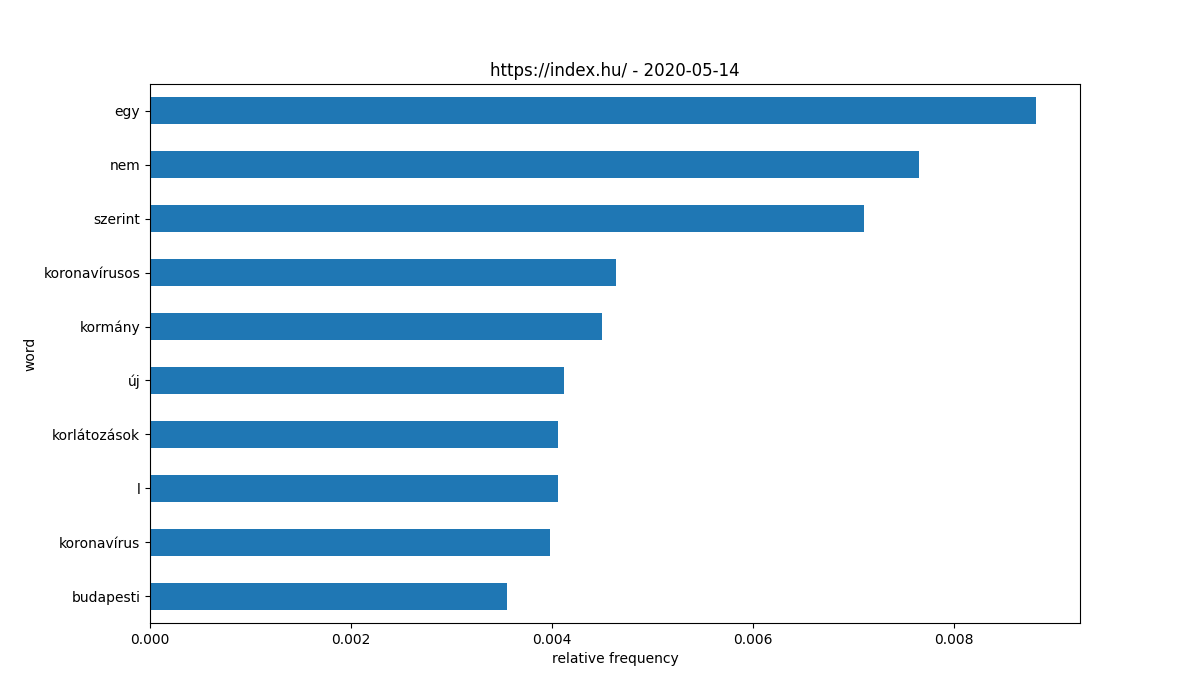 https://index.hu/ - 2020-05-14
egy
nem
szerint
koronavírusos
kormány
új
korlátozások
l
koronavírus
budapesti
word
0.000 0.002 0.004 0.006 0.008
relative frequency